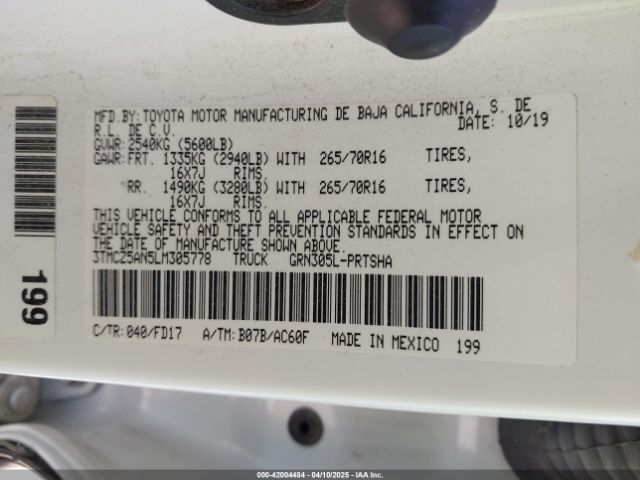 MFD.BY:TOYOTA MOTOR MANUFACTURING DE BAJA CALIFORNIA, S. DE
R.L. DE C.V. DATE: 10/19
GVWR:2540KG (5600LB)
GAWR:FRT. 1335KG (2940LB) WITH 265/70R16 TIRES,
16X7J RIMS.
RR. 1490KG (3280LB) WITH 265/70R16 TIRES,
16X7J RIMS.
THIS VEHICLE CONFORMS TO ALL APPLICABLE FEDERAL MOTOR
VEHICLE SAFETY AND THEFT PREVENTION STANDARDS IN EFFECT ON
THE DATE OF MANUFACTURE SHOWN ABOVE.
3TMCZ5AN5LM305778 TRUCK GRN305L-PRTSHA
C/TR:040/FD17 A/TM:B07B/AC60F MADE IN MEXICO 199
199
000-42004484 - 04/10/2025 - IAA Inc.